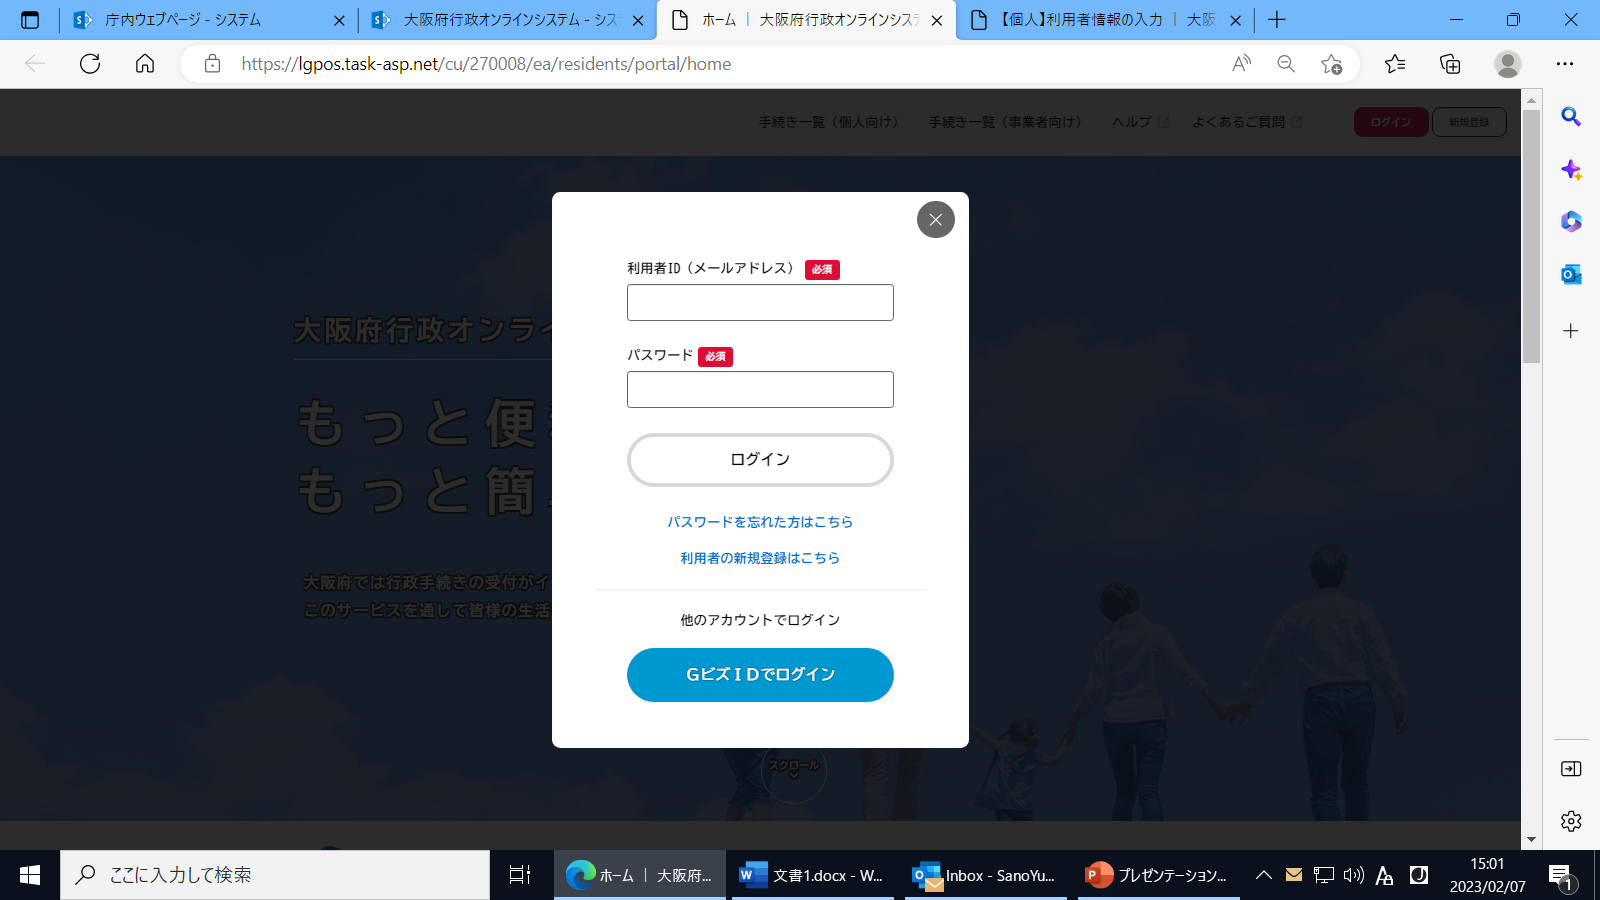 庁内ウェブページ - システム
大阪府行政オンラインシステム - シス
ホーム ｜ 大阪府行政オンラインシステ
【個人】利用者情報の入力 ｜ 大阪
https://lgpos.task-asp.net/cu/270008/ea/residents/portal/home
手続き一覧（個人向け）
手続き一覧（事業者向け）
ヘルプ
よくあるご質問
ログイン
新規登録
利用者ID（メールアドレス） 必須
パスワード 必須
ログイン
パスワードを忘れた方はこちら
利用者の新規登録はこちら
他のアカウントでログイン
GビズIDでログイン
大阪府行政オンライ
もっと便
もっと簡
大阪府では行政手続きの受付がイ
このサービスを通して皆様の生活
スクロール
ここに入力して検索
ホーム ｜ 大阪府...
文書1.docx - W...
Inbox - SanoYu...
プレゼンテーション...
15:01
2023/02/07
1